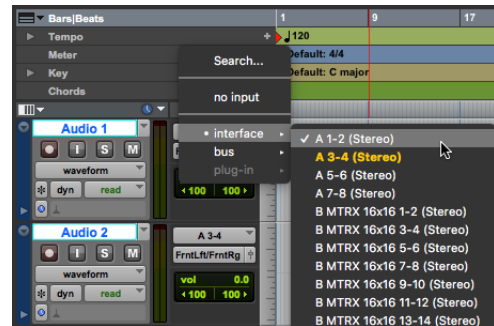 Bars|Beats
1
9
17
Tempo
+
120
Meter
Default: 4/4
Key
Default: C major
Chords
Search...
no input
interface
bus
plug-in
✓ A 1-2 (Stereo)
A 3-4 (Stereo)
A 5-6 (Stereo)
A 7-8 (Stereo)
B MTRX 16x16 1-2 (Stereo)
B MTRX 16x16 3-4 (Stereo)
B MTRX 16x16 5-6 (Stereo)
B MTRX 16x16 7-8 (Stereo)
B MTRX 16x16 9-10 (Stereo)
B MTRX 16x16 11-12 (Stereo)
B MTRX 16x16 13-14 (Stereo)
Audio 1
I S M
waveform
dyn read
100 100
Audio 2
A 3-4
I S M
FrntLft/FrntRg
waveform
vol 0.0
dyn read
100 100